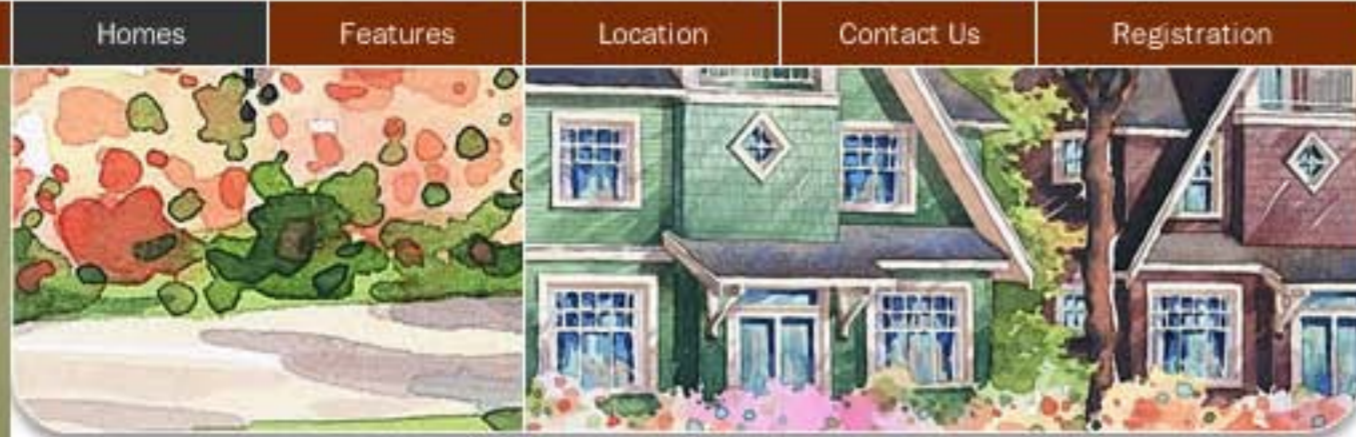 Homes
Features
Location
Contact Us
Registration